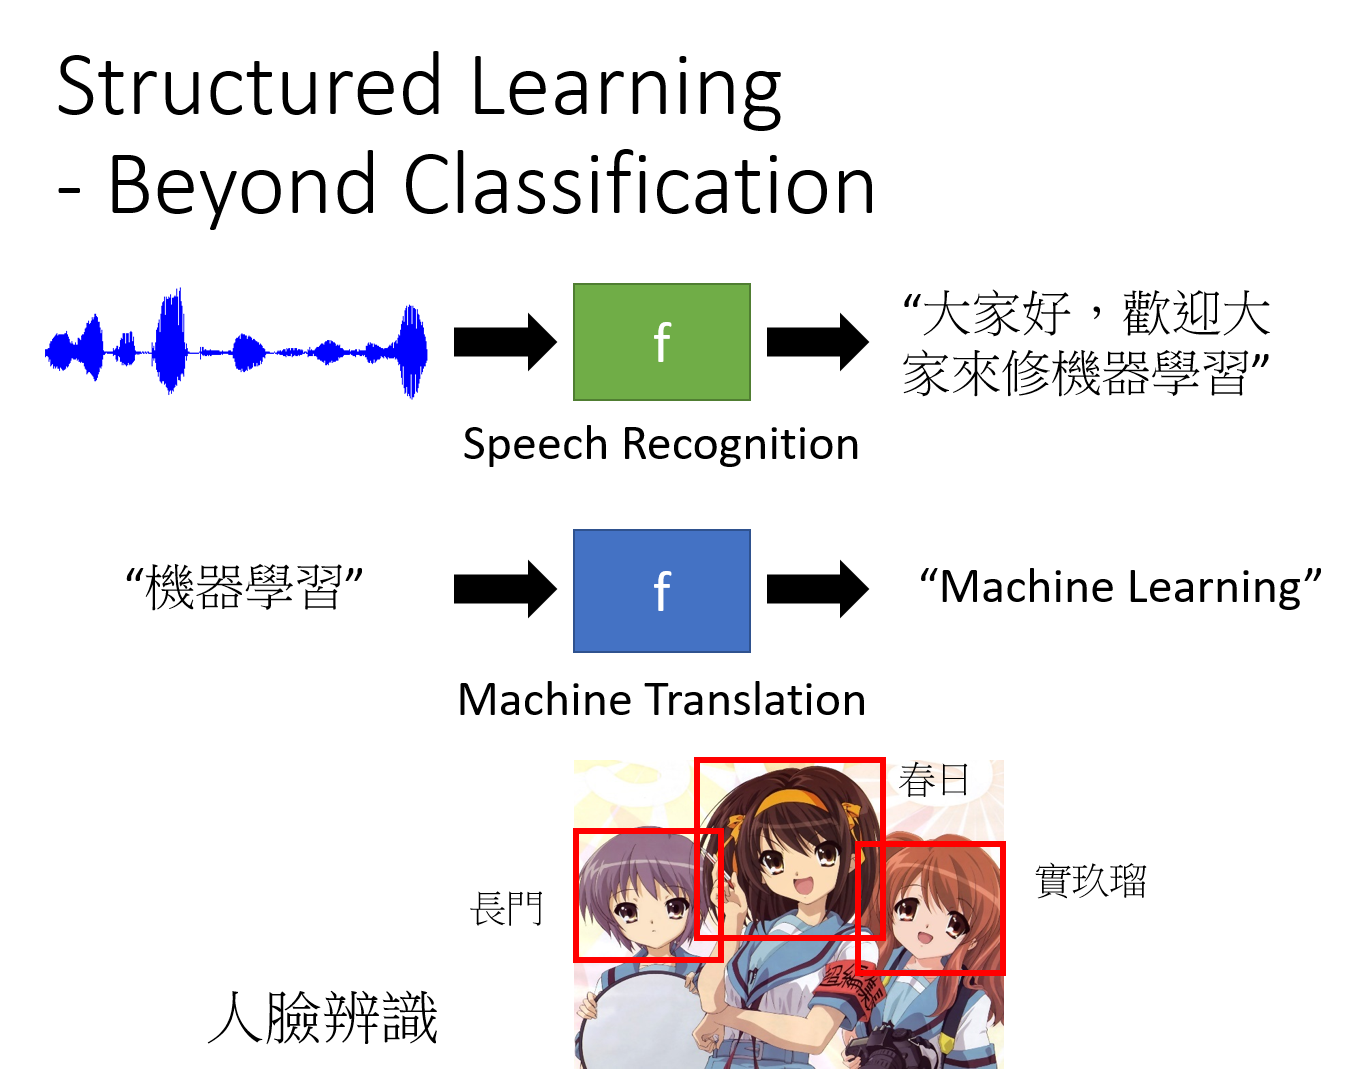 Structured Learning
- Beyond Classification
f
“大家好，歡迎大
家來修機器學習”
Speech Recognition
“機器學習”
f
“Machine Learning”
Machine Translation
春日
長門
實玖瑠
人臉辨識